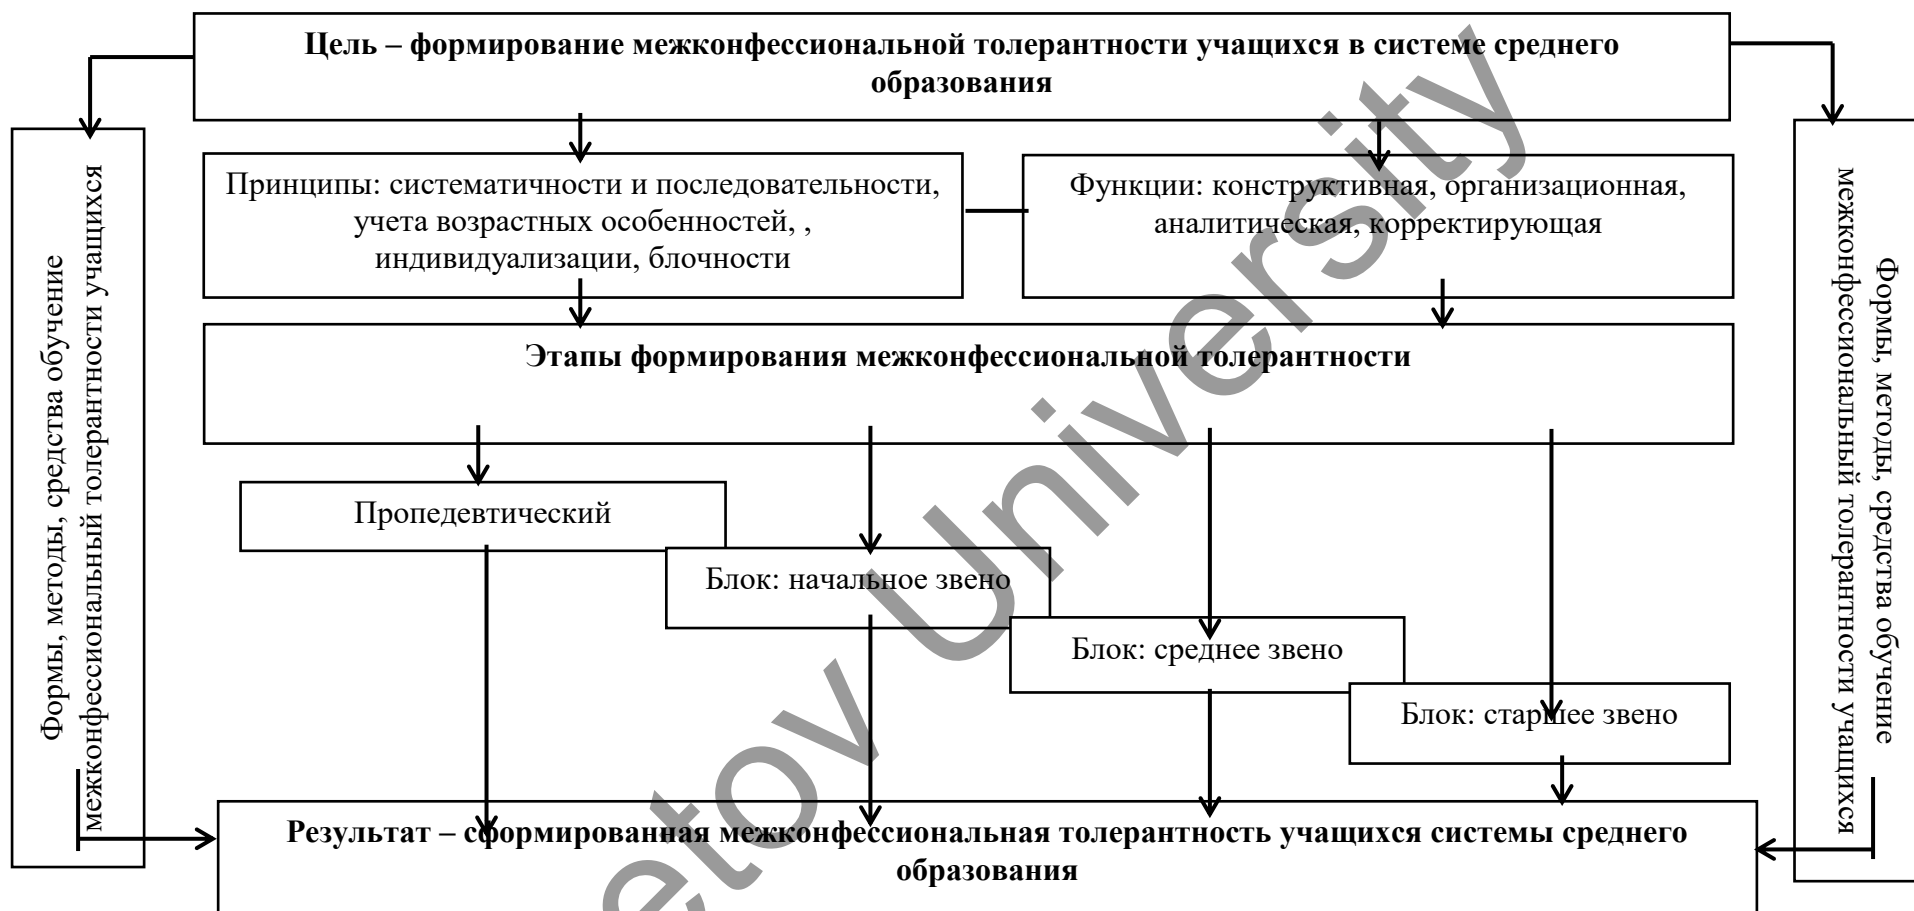 Цель – формирование межконфессиональной толерантности учащихся в системе среднего
образования
Формы, методы, средства обучение
межконфессиональный толерантности учащихся
Принципы: систематичности и последовательности,
учета возрастных особенностей, ,
индивидуализации, блочности
Функции: конструктивная, организационная,
аналитическая, корректирующая
Формы, методы, средства обучение
межконфессиональный толерантности учащихся
Этапы формирования межконфессиональной толерантности
Пропедевтический
Блок: начальное звено
Блок: среднее звено
Блок: старшее звено
Результат – сформированная межконфессиональная толерантность учащихся системы среднего
образования
etov University